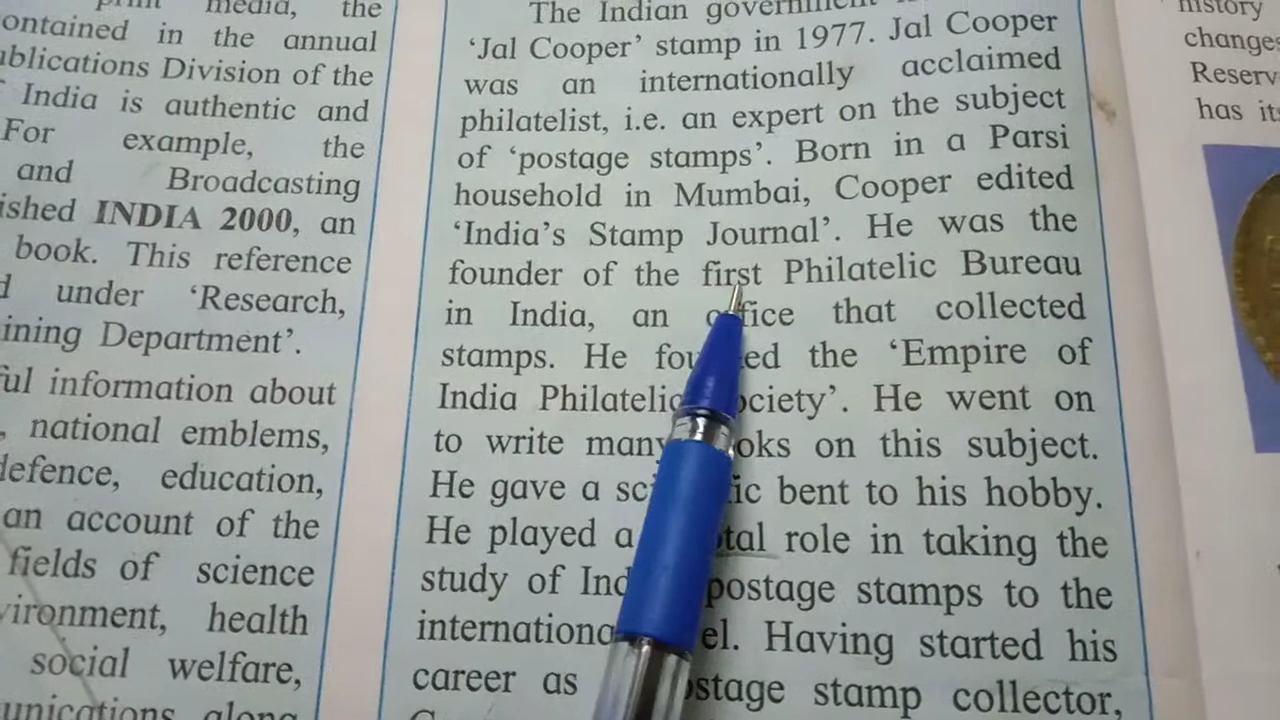 print media, the
ontained in the annual
ublications Division of the
India is authentic and
For example, the
and Broadcasting
ished INDIA 2000, an
book. This reference
d under ‘Research,
ining Department’.
ful information about
, national emblems,
defence, education,
an account of the
fields of science
vironment, health
social welfare,
unications along
The Indian government
‘Jal Cooper’ stamp in 1977. Jal Cooper
was an internationally acclaimed
philatelist, i.e. an expert on the subject
of ‘postage stamps’. Born in a Parsi
household in Mumbai, Cooper edited
‘India’s Stamp Journal’. He was the
founder of the first Philatelic Bureau
in India, an office that collected
stamps. He founded the ‘Empire of
India Philatelic Society’. He went on
to write many books on this subject.
He gave a sc ic bent to his hobby.
He played a tal role in taking the
study of Ind postage stamps to the
internationa el. Having started his
career as ostage stamp collector,
history
changes
Reserv
has it